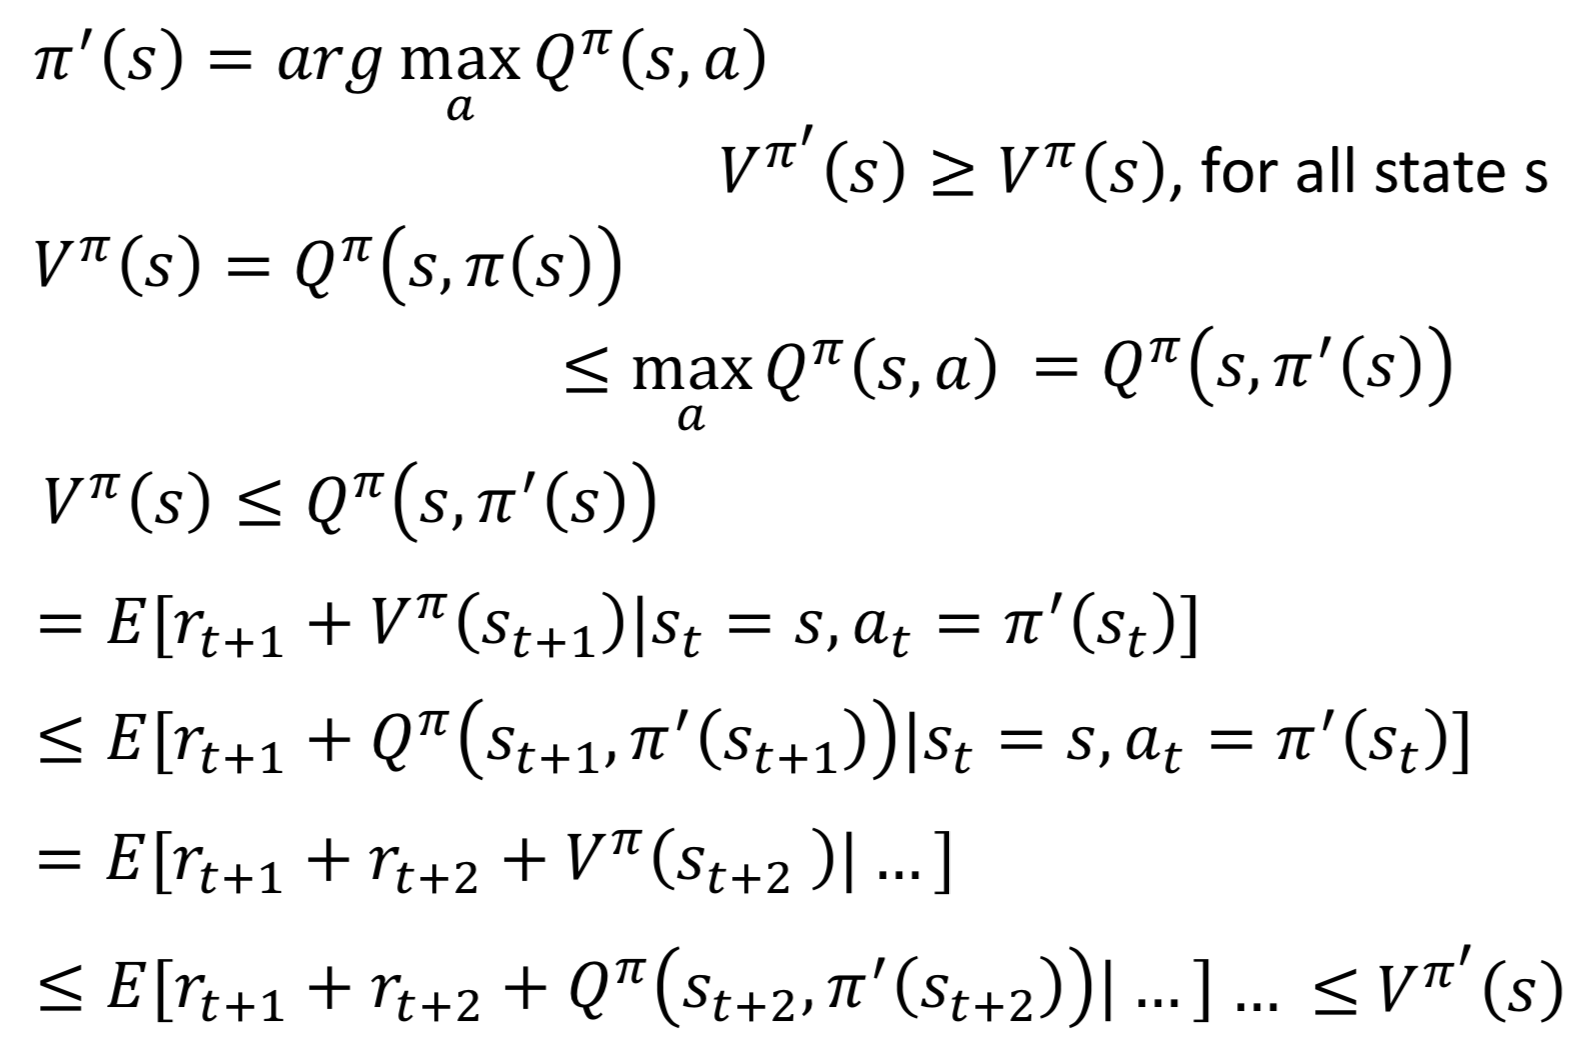 π′(s) = arg max_a Q^π(s, a)
V^π′(s) ≥ V^π(s), for all state s
V^π(s) = Q^π(s, π(s))
≤ max_a Q^π(s, a) = Q^π(s, π′(s))
V^π(s) ≤ Q^π(s, π′(s))
= E[r_{t+1} + V^π(s_{t+1})|s_t = s, a_t = π′(s_t)]
≤ E[r_{t+1} + Q^π(s_{t+1}, π′(s_{t+1}))|s_t = s, a_t = π′(s_t)]
= E[r_{t+1} + r_{t+2} + V^π(s_{t+2} )| … ]
≤ E[r_{t+1} + r_{t+2} + Q^π(s_{t+2}, π′(s_{t+2}))| … ] … ≤ V^π′(s)